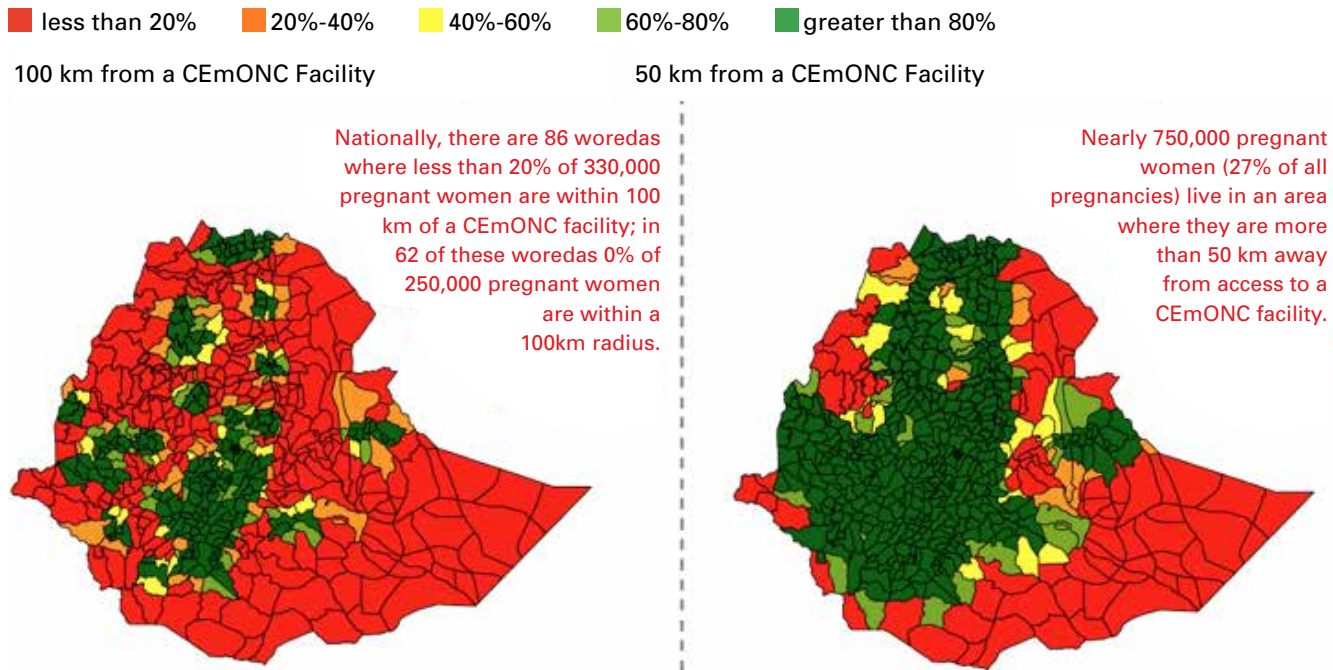 less than 20% 20%-40% 40%-60% 60%-80% greater than 80%
100 km from a CEmONC Facility
50 km from a CEmONC Facility
Nationally, there are 86 woredas
where less than 20% of 330,000
pregnant women are within 100
km of a CEmONC facility; in
62 of these woredas 0% of
250,000 pregnant women
are within a
100km radius.
Nearly 750,000 pregnant
women (27% of all
pregnancies) live in an area
where they are more
than 50 km away
from access to a
CEmONC facility.